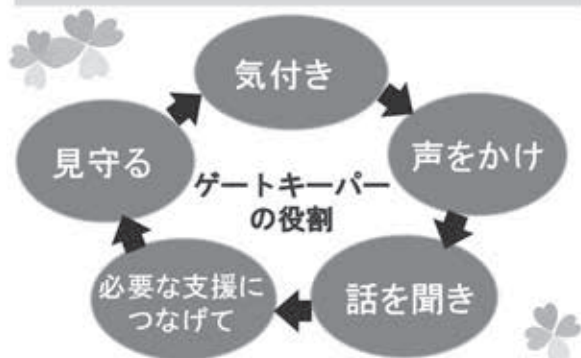 気付き
声をかけ
話を聞き
必要な支援に
つなげて
見守る
ゲートキーパー
の役割